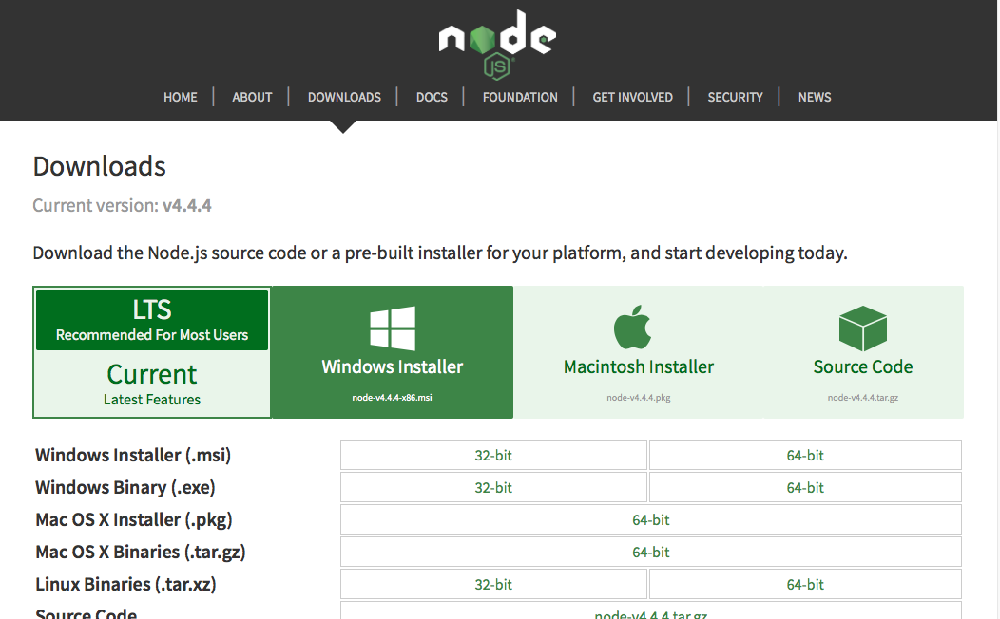 node
JS
HOME ABOUT DOWNLOADS DOCS FOUNDATION GET INVOLVED SECURITY NEWS
Downloads
Current version: v4.4.4
Download the Node.js source code or a pre-built installer for your platform, and start developing today.
LTS
Recommended For Most Users
Current
Latest Features
Windows Installer
node-v4.4.4-x86.msi
Macintosh Installer
node-v4.4.4.pkg
Source Code
node-v4.4.4.tar.gz
Windows Installer (.msi) 32-bit 64-bit
Windows Binary (.exe) 32-bit 64-bit
Mac OS X Installer (.pkg) 64-bit
Mac OS X Binaries (.tar.gz) 64-bit
Linux Binaries (.tar.xz) 32-bit 64-bit
Source Code node-v4.4.4.tar.gz